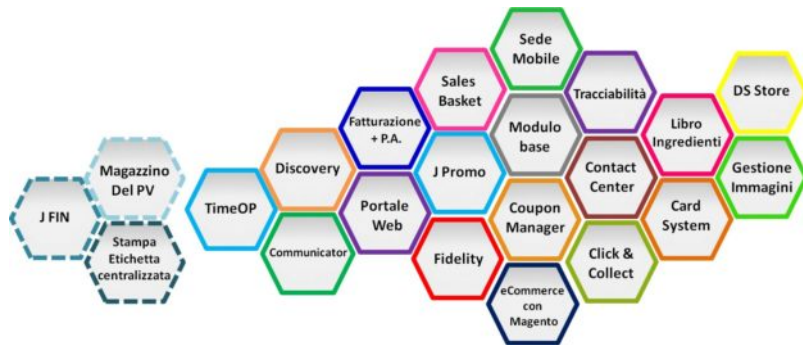 J FIN
Magazzino
Del PV
Stampa
Etichetta
centralizzata
TimeOP
Discovery
Communicator
Fatturazione
+ P.A.
Portale
Web
Sales
Basket
J Promo
Fidelity
Sede
Mobile
Modulo
base
Coupon
Manager
eCommerce
con
Magento
Tracciabilità
Contact
Center
Click &
Collect
Libro
Ingredienti
Card
System
DS Store
Gestione
Immagini